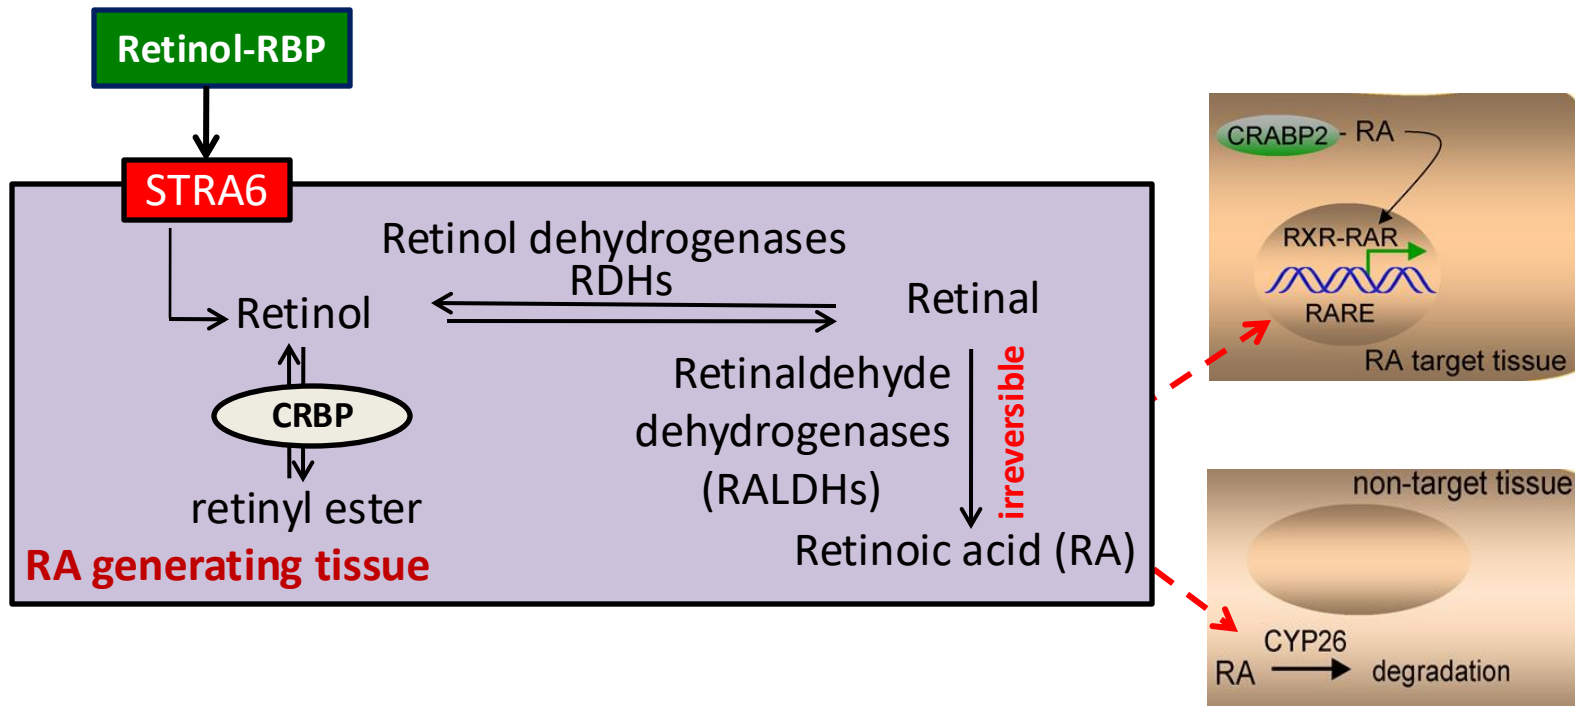 Retinol-RBP
STRA6
Retinol dehydrogenases
RDHs
Retinol
Retinal
CRBP
retinyl ester
Retinaldehyde
dehydrogenases
(RALDHs)
irreversible
Retinoic acid (RA)
RA generating tissue
CRABP2 - RA
RXR-RAR
RARE
RA target tissue
non-target tissue
CYP26
RA
degradation